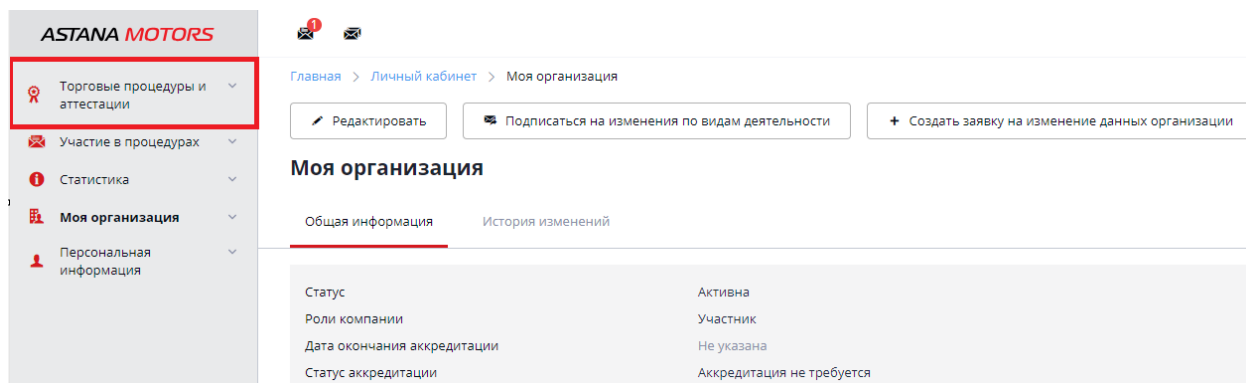 ASTANA MOTORS
1
Торговые процедуры и
аттестации
Участие в процедурах
Статистика
Моя организация
Персональная
информация
Главная > Личный кабинет > Моя организация
Редактировать
Подписаться на изменения по видам деятельности
+ Создать заявку на изменение данных организации
Моя организация
Общая информация
История изменений
Статус Активна
Роли компании Участник
Дата окончания аккредитации Не указана
Статус аккредитации Аккредитация не требуется